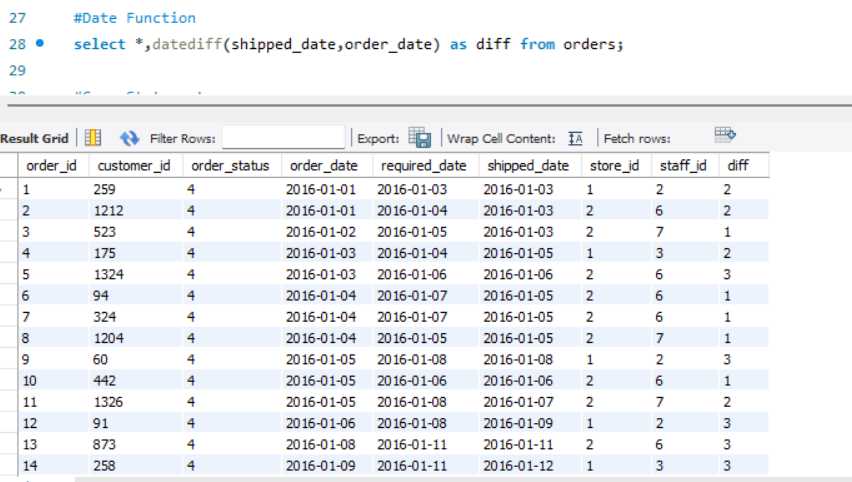 27 #Date Function
28 select *,datediff(shipped_date,order_date) as diff from orders;
29
Result Grid Filter Rows: Export: Wrap Cell Content: IA Fetch rows:
order_id customer_id order_status order_date required_date shipped_date store_id staff_id diff
1 259 4 2016-01-01 2016-01-03 2016-01-03 1 2 2
2 1212 4 2016-01-01 2016-01-04 2016-01-03 2 6 2
3 523 4 2016-01-02 2016-01-05 2016-01-03 2 7 1
4 175 4 2016-01-03 2016-01-04 2016-01-05 1 3 2
5 1324 4 2016-01-03 2016-01-06 2016-01-06 2 6 3
6 94 4 2016-01-04 2016-01-07 2016-01-05 2 6 1
7 324 4 2016-01-04 2016-01-07 2016-01-05 2 6 1
8 1204 4 2016-01-04 2016-01-05 2016-01-05 2 7 1
9 60 4 2016-01-05 2016-01-08 2016-01-08 1 2 3
10 442 4 2016-01-05 2016-01-06 2016-01-06 2 6 1
11 1326 4 2016-01-05 2016-01-08 2016-01-07 2 7 2
12 91 4 2016-01-06 2016-01-08 2016-01-09 1 2 3
13 873 4 2016-01-08 2016-01-11 2016-01-11 2 6 3
14 258 4 2016-01-09 2016-01-11 2016-01-12 1 3 3